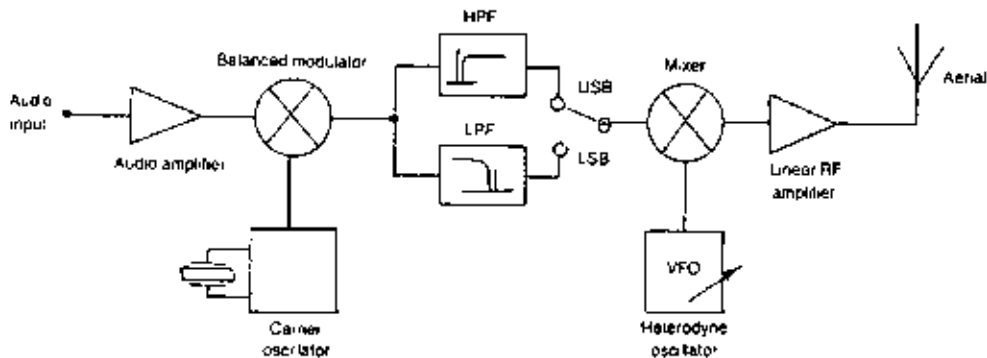 HPF
Balanced modulator
USB
Mixer
Aerial
Audio
input
LPF
LSB
Audio amplifier
Linear RF
amplifier
VFO
Carrier
oscillator
Heterodyne
oscillator